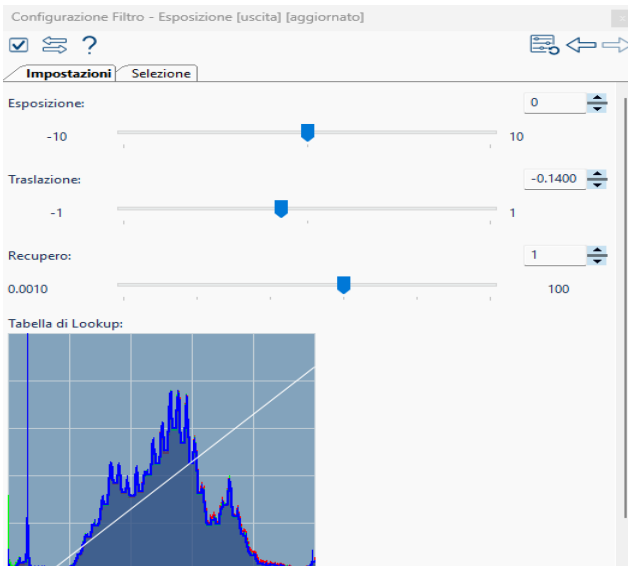 Configurazione Filtro - Esposizione [uscita] [aggiornato]
?
Impostazioni Selezione
Esposizione: 0
-10 10
Traslazione: -0.1400
-1 1
Recupero: 1
0.0010 100
Tabella di Lookup: